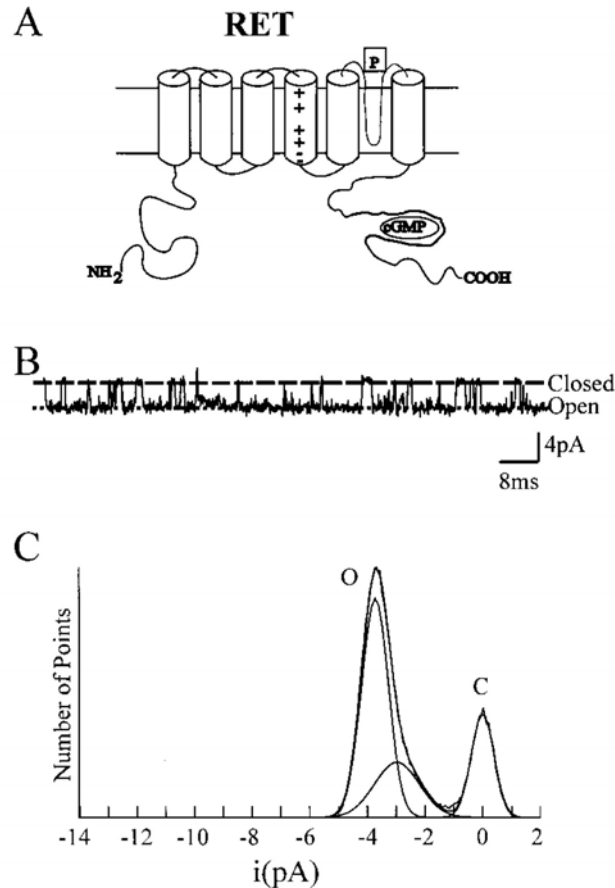 A
RET
P
+
+
+
+
-
cGMP
NH2
COOH
B
Closed
Open
4pA
8ms
C
O
C
Number of Points
-14 -12 -10 -8 -6 -4 -2 0 2
i(pA)